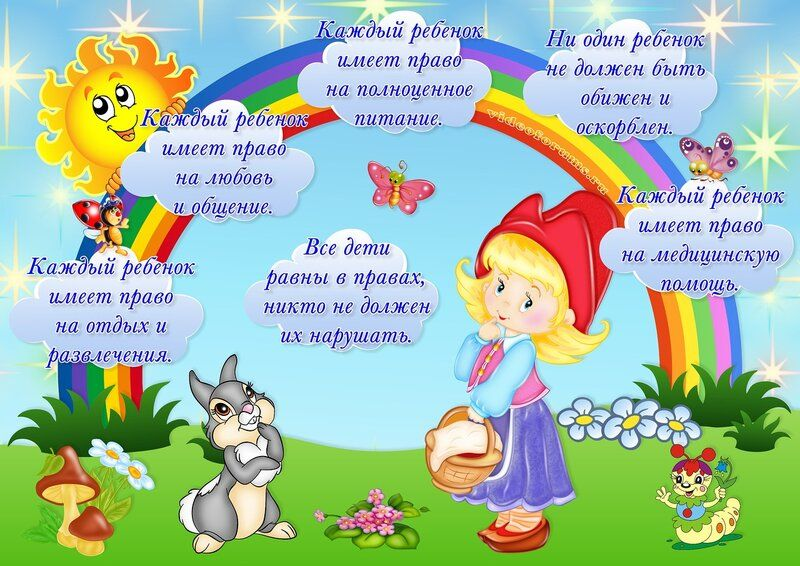 Каждый ребенок
имеет право
на полноценное
питание.
Ни один ребенок
не должен быть
обижен и
оскорблен.
Каждый ребенок
имеет право
на любовь
и общение.
Каждый ребенок
имеет право
на медицинскую
помощь.
Каждый ребенок
имеет право
на отдых и
развлечения.
Все дети
равны в правах,
никто не должен
их нарушать.
videoforums.ru